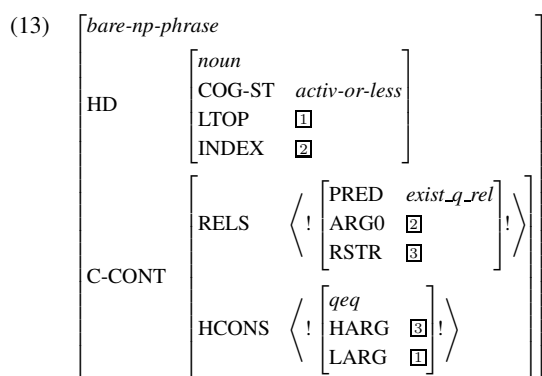 (13)
bare-np-phrase
noun
COG-ST activ-or-less
HD
LTOP 1
INDEX 2
PRED exist_q_rel
RELS ⟨! ARG0 2 !⟩
RSTR 3
C-CONT
qeq
HCONS ⟨! HARG 3 !⟩
LARG 1